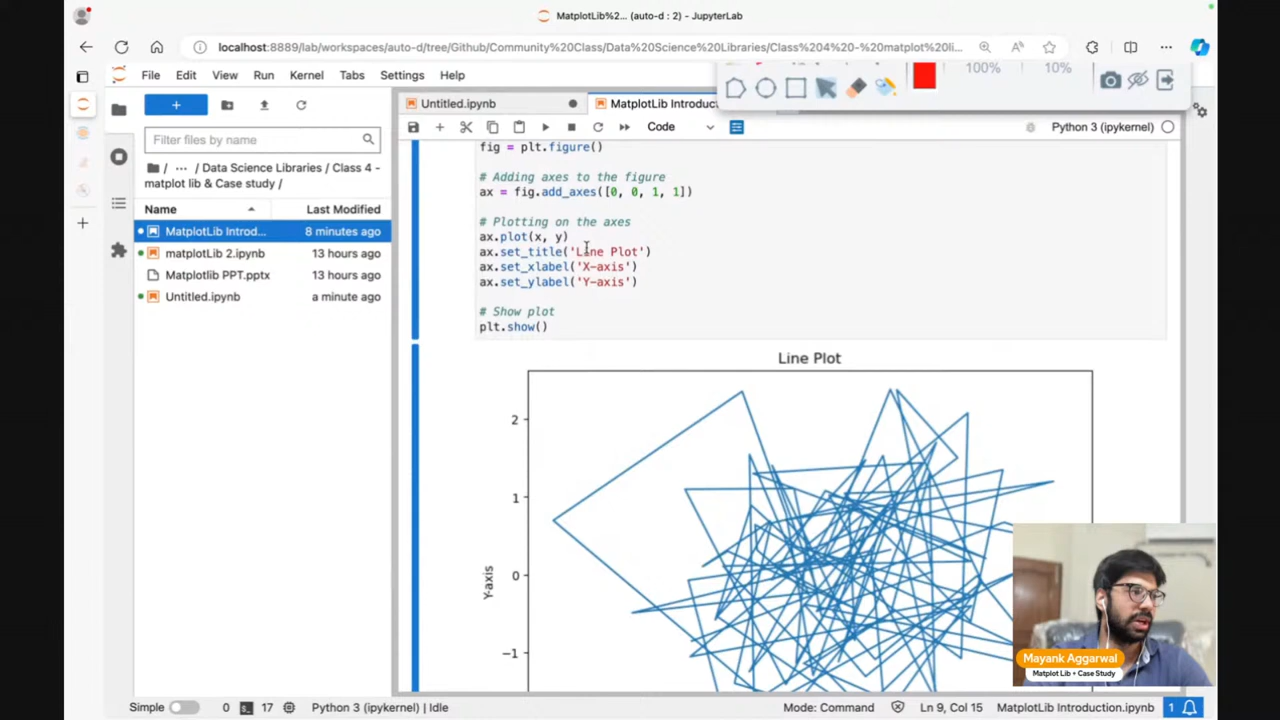 MatplotLib%2... (auto-d : 2) - JupyterLab
localhost:8889/lab/workspaces/auto-d/tree/Github/Community%20Class/Data%20Science%20Libraries/Class%204%20-%20matplot%20li...
File Edit View Run Kernel Tabs Settings Help
100% 10%
Untitled.ipynb
MatplotLib Introduc
Filter files by name
Code
Python 3 (ipykernel)
/ ... / Data Science Libraries / Class 4 -
matplot lib & Case study /
Name Last Modified
MatplotLib Introd... 8 minutes ago
matplotLib 2.ipynb 13 hours ago
Matplotlib PPT.pptx 13 hours ago
Untitled.ipynb a minute ago
fig = plt.figure()
# Adding axes to the figure
ax = fig.add_axes([0, 0, 1, 1])
# Plotting on the axes
ax.plot(x, y)
ax.set_title('Line Plot')
ax.set_xlabel('X-axis')
ax.set_ylabel('Y-axis')
# Show plot
plt.show()
Line Plot
2
1
0
−1
Y-axis
Mayank Aggarwal
Matplot Lib + Case Study
Simple 0 17 Python 3 (ipykernel) | Idle Mode: Command Ln 9, Col 15 MatplotLib Introduction.ipynb 1